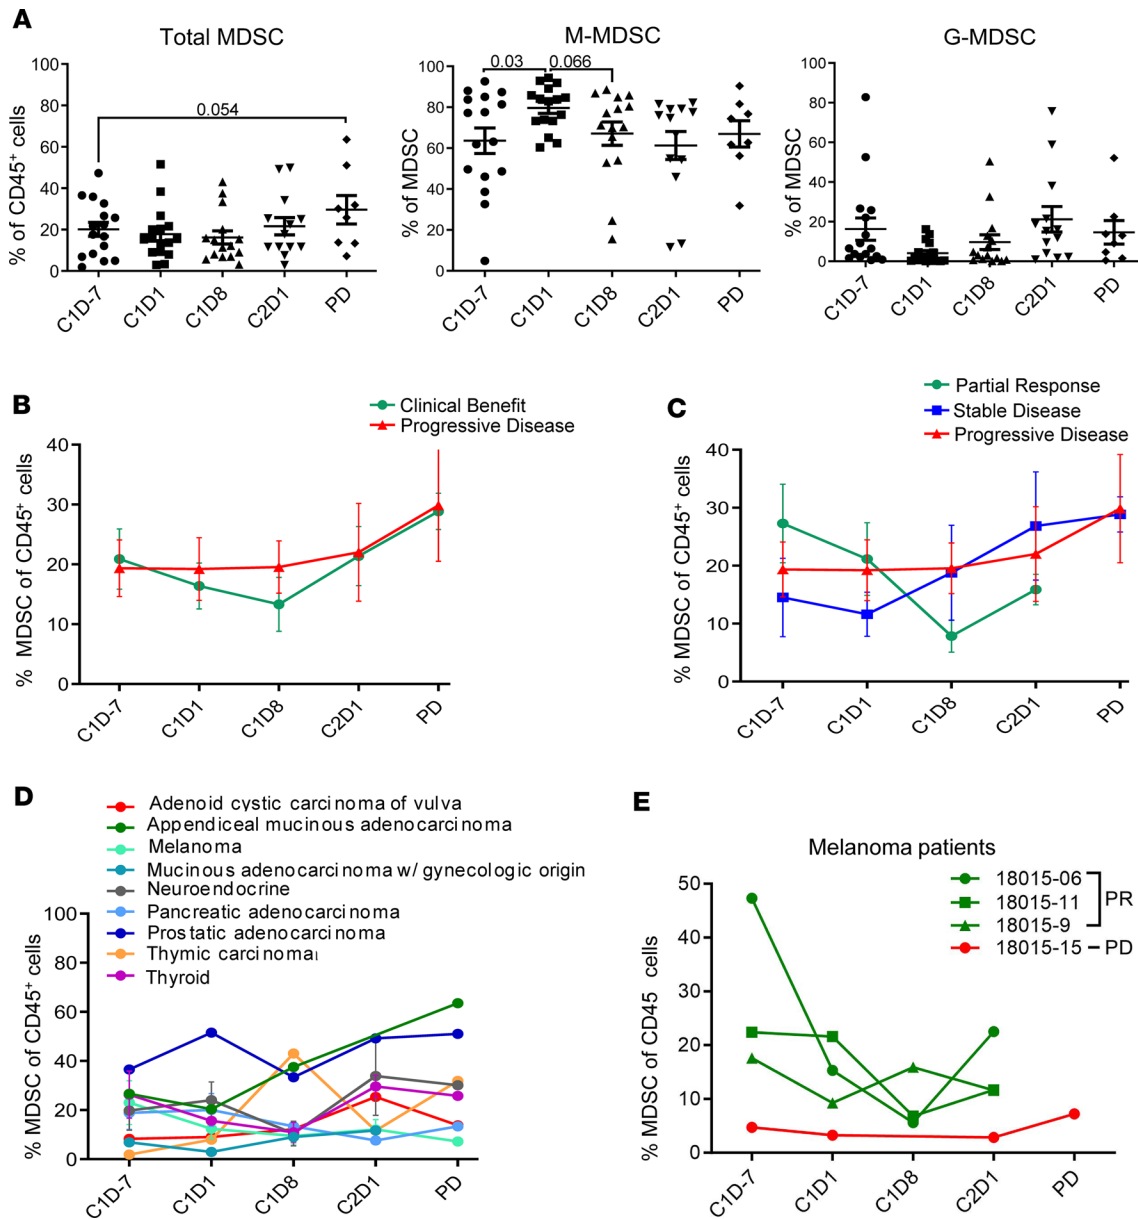 A
Total MDSC
M-MDSC
G-MDSC
% of CD45+ cells
100
80
60
40
20
0
0.054
C1D-7
C1D1
C1D8
C2D1
PD
% of MDSC
100
80
60
40
20
0
0.03
0.066
C1D-7
C1D1
C1D8
C2D1
PD
% of MDSC
100
80
60
40
20
0
C1D-7
C1D1
C1D8
C2D1
PD
B
Clinical Benefit
Progressive Disease
% MDSC of CD45+ cells
40
30
20
10
0
C1D-7
C1D1
C1D8
C2D1
PD
C
Partial Response
Stable Disease
Progressive Disease
% MDSC of CD45+ cells
40
30
20
10
0
C1D-7
C1D1
C1D8
C2D1
PD
D
Adenoid cystic carcinoma of vulva
Appendiceal mucinous adenocarcinoma
Melanoma
Mucinous adenocarcinoma w/ gynecologic origin
Neuroendocrine
Pancreatic adenocarcinoma
Prostatic adenocarcinoma
Thymic carcinoma
Thyroid
% MDSC of CD45+ cells
100
80
60
40
20
0
C1D-7
C1D1
C1D8
C2D1
PD
E
Melanoma patients
18015-06
18015-11
18015-9
PR
18015-15
PD
% MDSC of CD45 cells
50
40
30
20
10
0
C1D-7
C1D1
C1D8
C2D1
PD